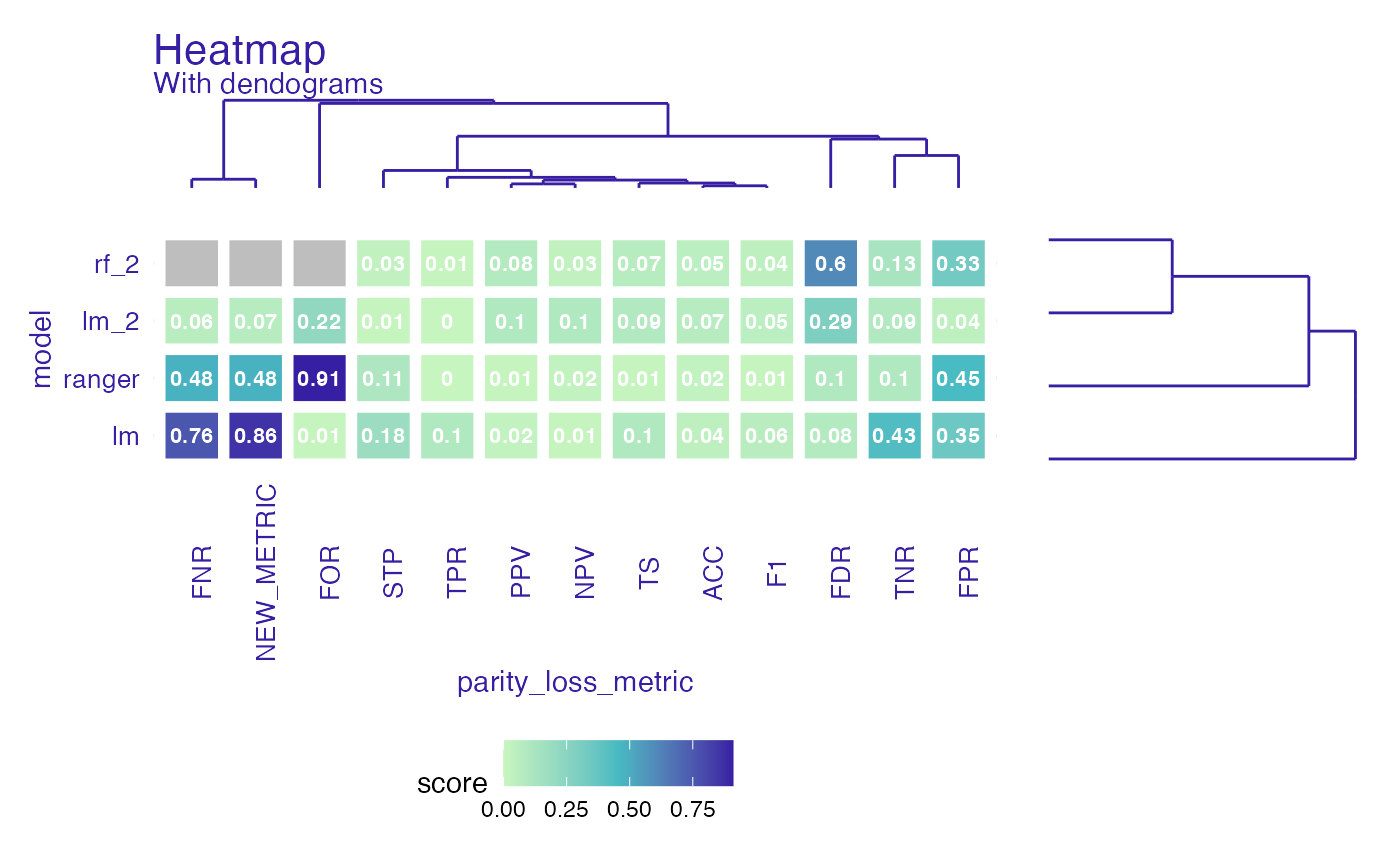 Heatmap
With dendograms
model
rf_2 0.03 0.01 0.08 0.03 0.07 0.05 0.04 0.6 0.13 0.33
lm_2 0.06 0.07 0.22 0.01 0 0.1 0.1 0.09 0.07 0.05 0.29 0.09 0.04
ranger 0.48 0.48 0.91 0.11 0 0.01 0.02 0.01 0.02 0.01 0.1 0.1 0.45
lm 0.76 0.86 0.01 0.18 0.1 0.02 0.01 0.1 0.04 0.06 0.08 0.43 0.35
FNR NEW_METRIC FOR STP TPR PPV NPV TS ACC F1 FDR TNR FPR
parity_loss_metric
score
0.00 0.25 0.50 0.75